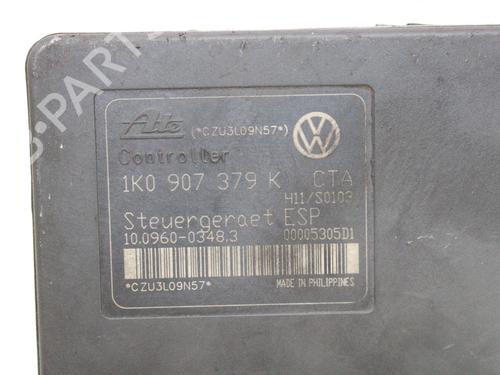 Ate (*CZU3L09N57*)
Controller
1K0 907 379 K CTA
411/S0103
Steuergeraet ESP
10.0960-0348.3 00005305D1
*CZU3L09N57* MADE IN PHILIPPINES
B-PARTS